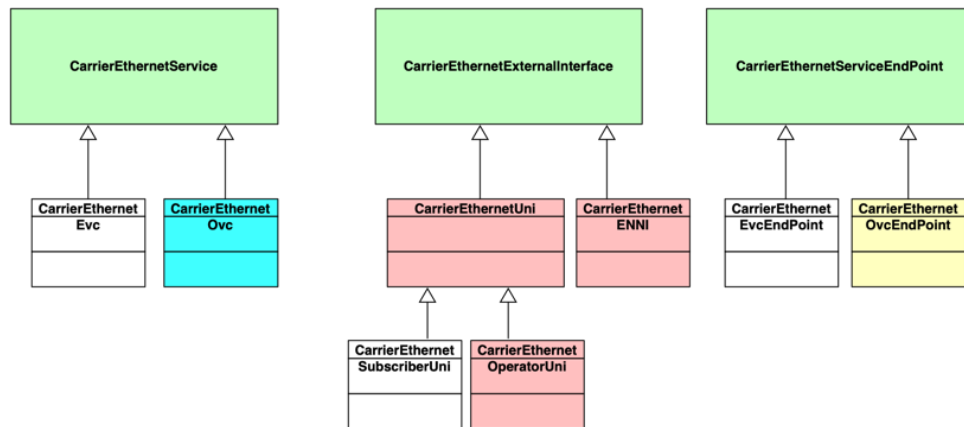 CarrierEthernetService
CarrierEthernetExternalInterface
CarrierEthernetServiceEndPoint
CarrierEthernet
Evc
CarrierEthernet
Ovc
CarrierEthernetUni
CarrierEthernet
ENNI
CarrierEthernet
EvcEndPoint
CarrierEthernet
OvcEndPoint
CarrierEthernet
SubscriberUni
CarrierEthernet
OperatorUni